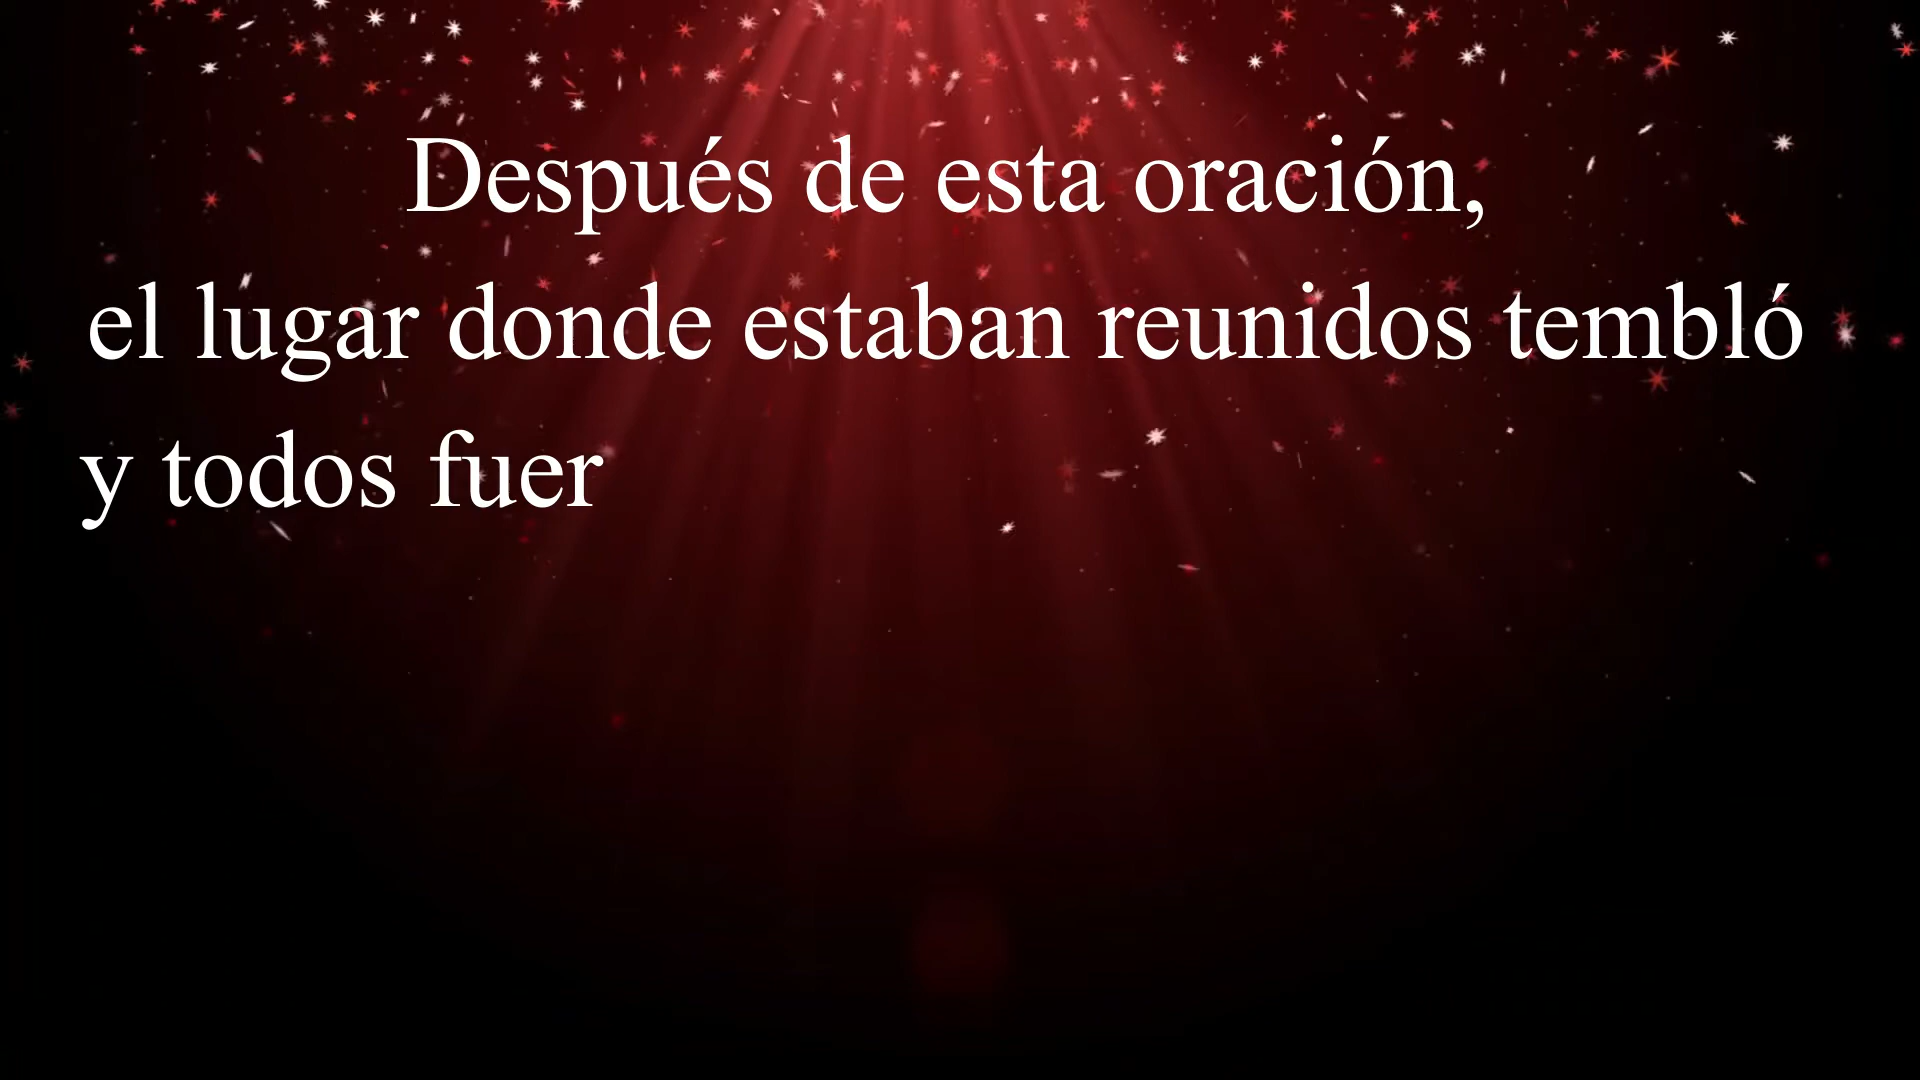 Después de esta oración,
el lugar donde estaban reunidos tembló
y todos fuer